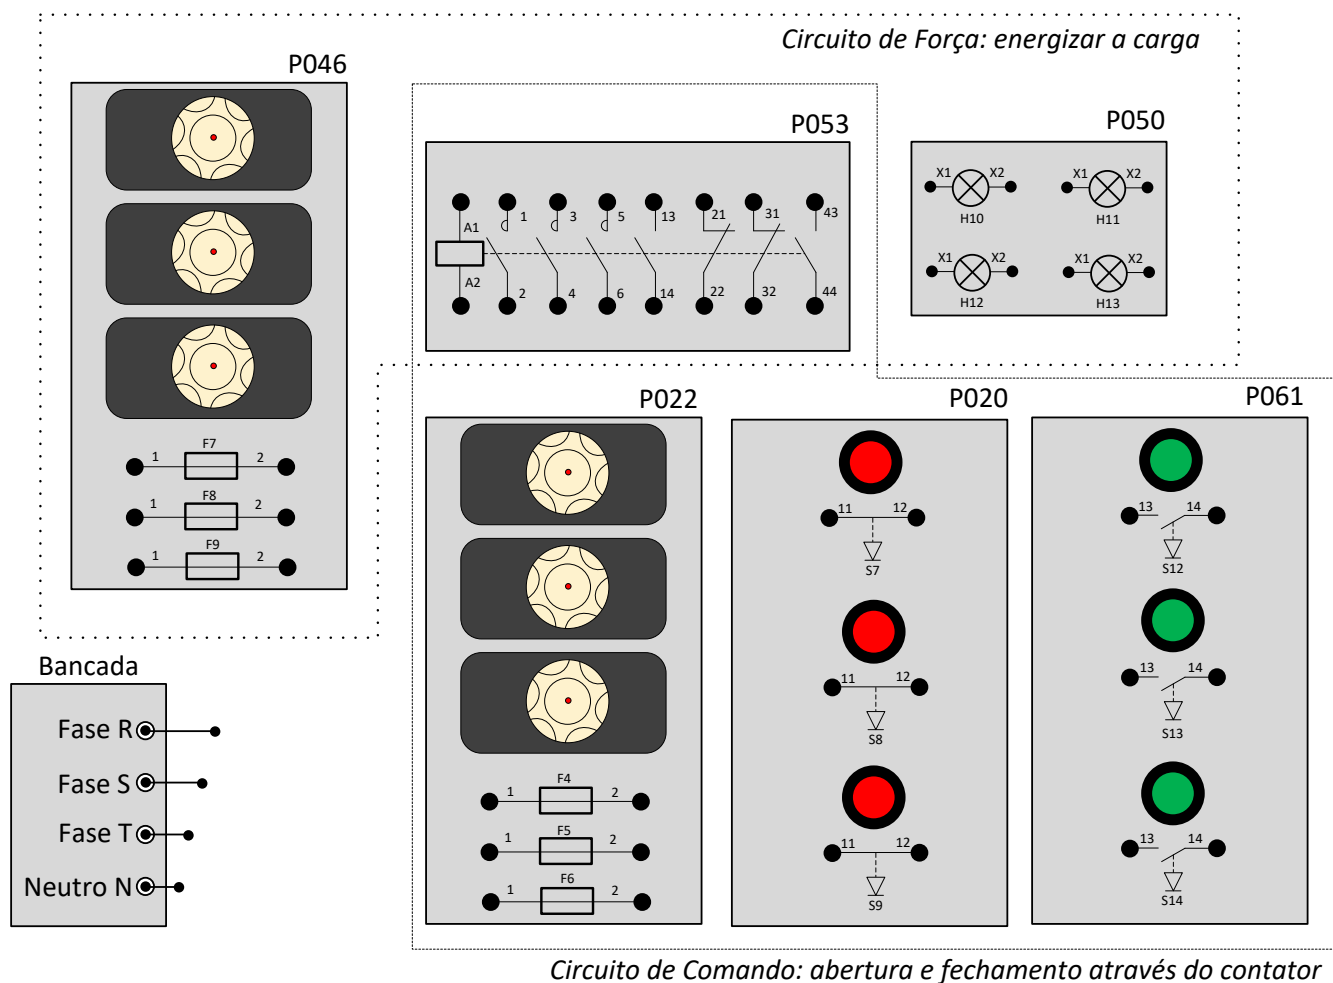 Circuito de Força: energizar a carga
P046
F7
1 2
F8
1 2
F9
1 2
P053
1 3 5 13 21 31 43
A1
A2
2 4 6 14 22 32 44
P050
X1 X2 X1 X2
H10 H11
X1 X2 X1 X2
H12 H13
P022
F4
1 2
F5
1 2
F6
1 2
P020
11 12
S7
11 12
S8
11 12
S9
P061
13 14
S12
13 14
S13
13 14
S14
Bancada
Fase R
Fase S
Fase T
Neutro N
Circuito de Comando: abertura e fechamento através do contator